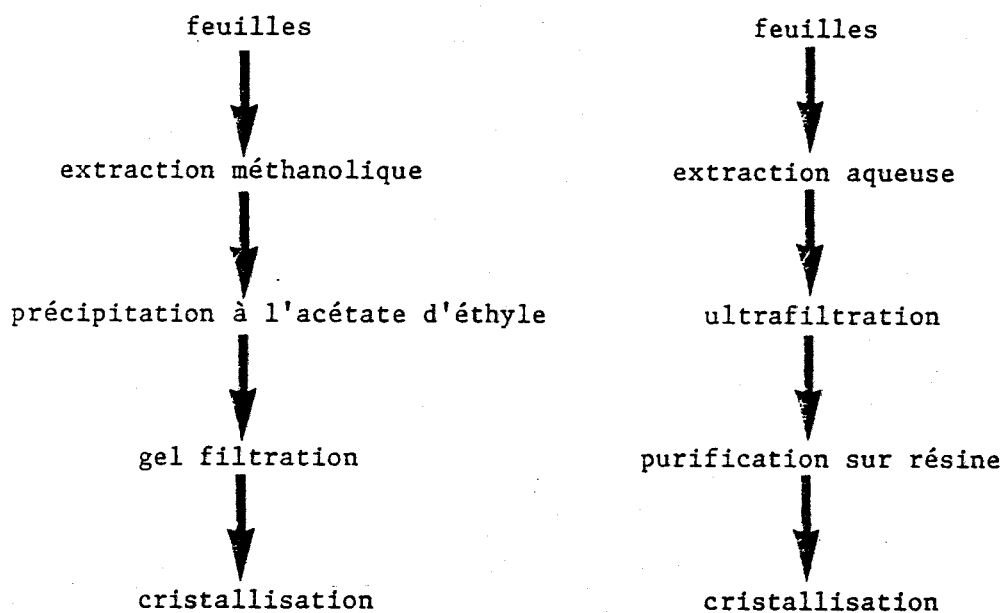 feuilles
extraction méthanolique
précipitation à l'acétate d'éthyle
gel filtration
cristallisation
feuilles
extraction aqueuse
ultrafiltration
purification sur résine
cristallisation